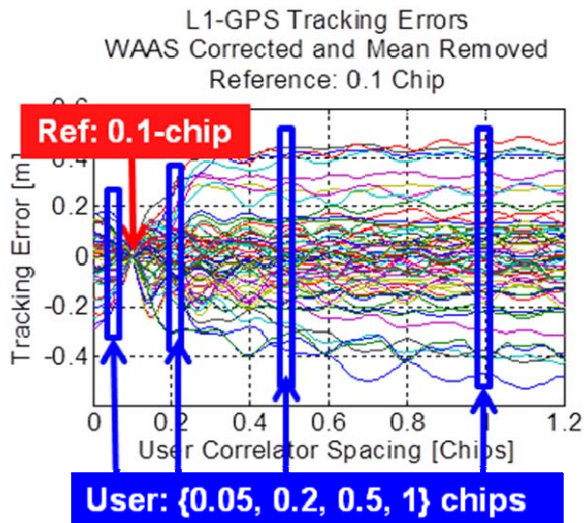 L1-GPS Tracking Errors
WAAS Corrected and Mean Removed
Reference: 0.1 Chip
Ref: 0.1-chip
Tracking Error [m]
0.6
0.4
0.2
0
-0.2
-0.4
0 0.2 0.4 0.6 0.8 1 1.2
User Correlator Spacing [Chips]
User: {0.05, 0.2, 0.5, 1} chips